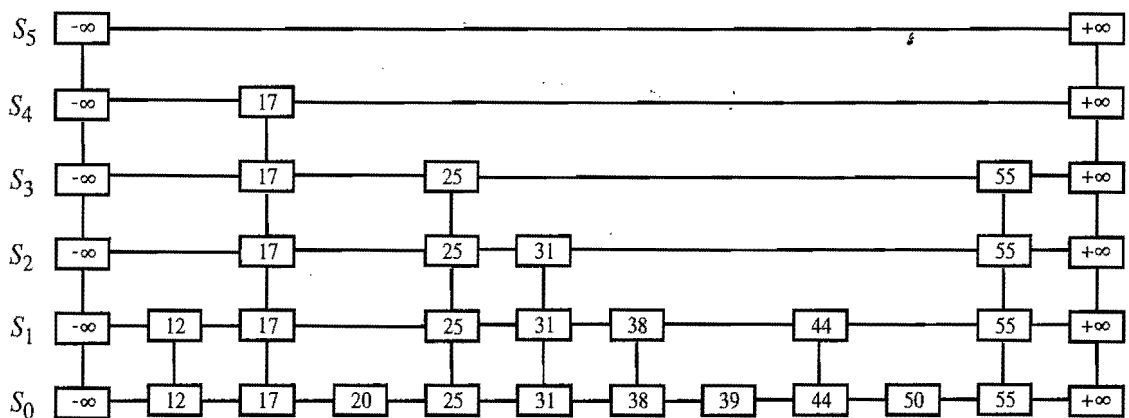 S5 -∞ +∞
S4 -∞ 17 +∞
S3 -∞ 17 25 55 +∞
S2 -∞ 17 25 31 55 +∞
S1 -∞ 12 17 25 31 38 44 55 +∞
S0 -∞ 12 17 20 25 31 38 39 44 50 55 +∞